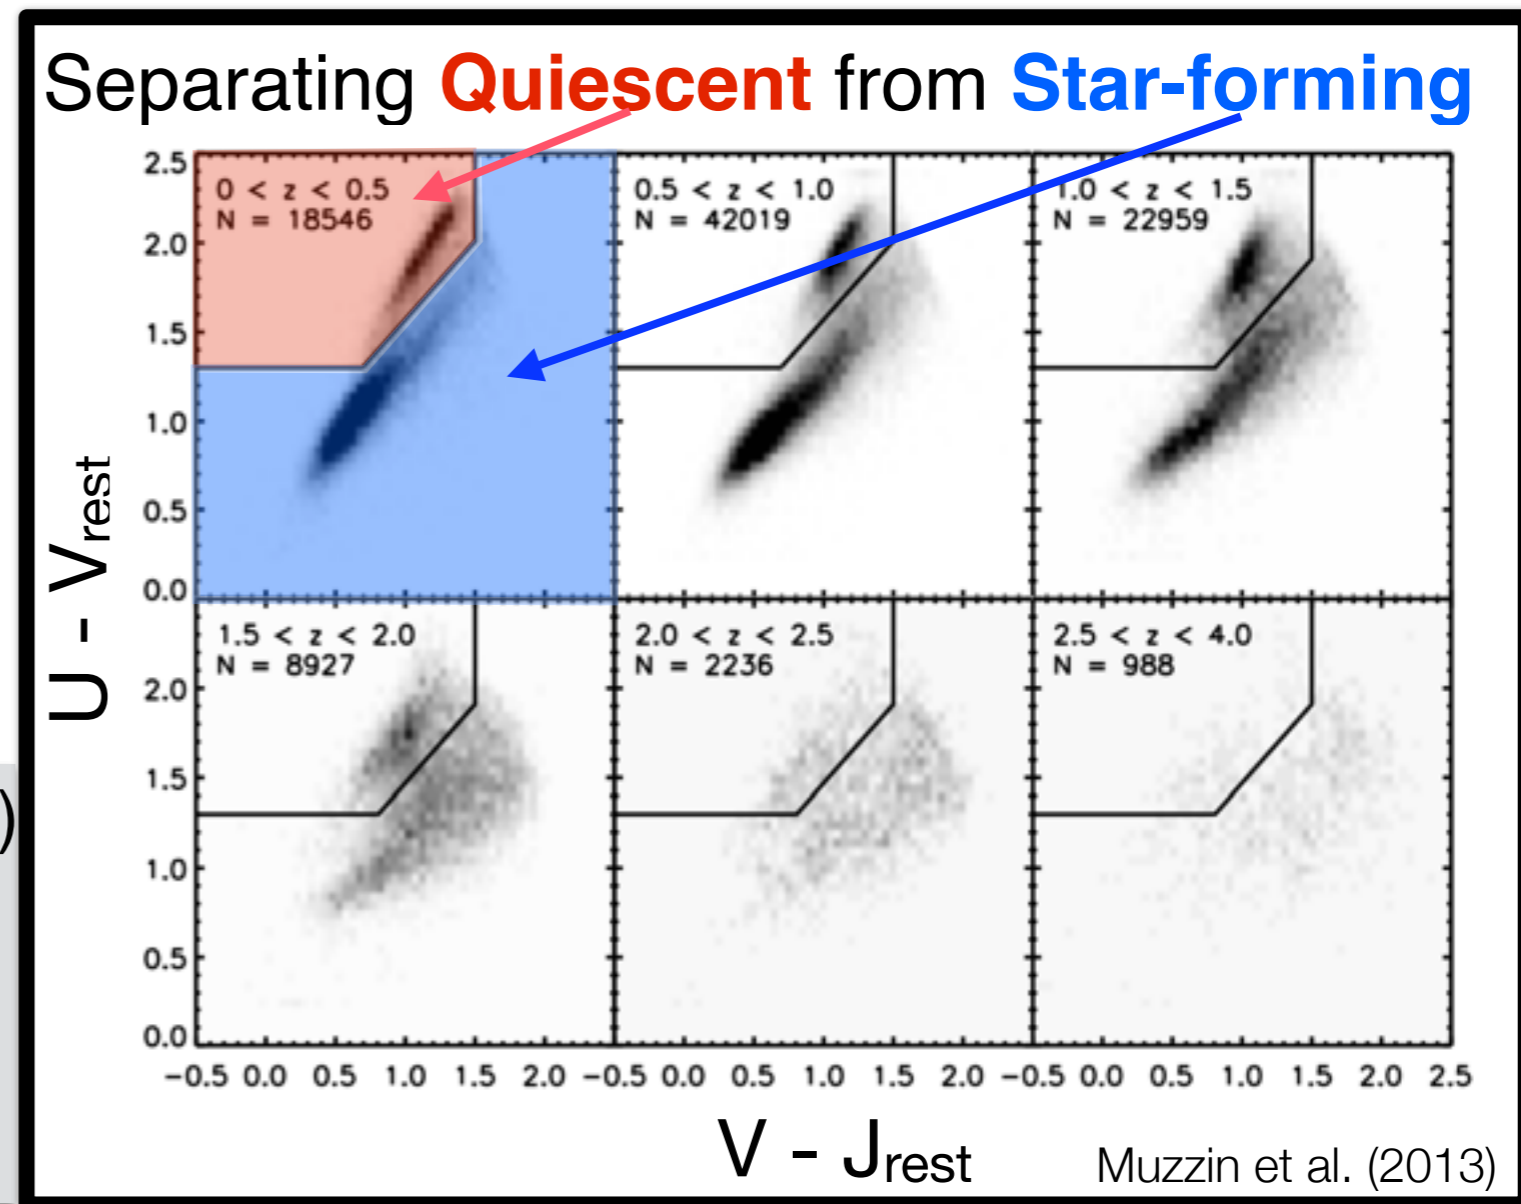 Separating Quiescent from Star-forming
0 < z < 0.5
N = 18546
0.5 < z < 1.0
N = 42019
1.0 < z < 1.5
N = 22959
2.5
2.0
1.5
1.0
0.5
0.0
U - Vrest
1.5 < z < 2.0
N = 8927
2.0 < z < 2.5
N = 2236
2.5 < z < 4.0
N = 988
2.0
1.5
1.0
0.5
0.0
)
-0.5 0.0 0.5 1.0 1.5 2.0 -0.5 0.0 0.5 1.0 1.5 2.0 -0.5 0.0 0.5 1.0 1.5 2.0 2.5
V - Jrest
Muzzin et al. (2013)